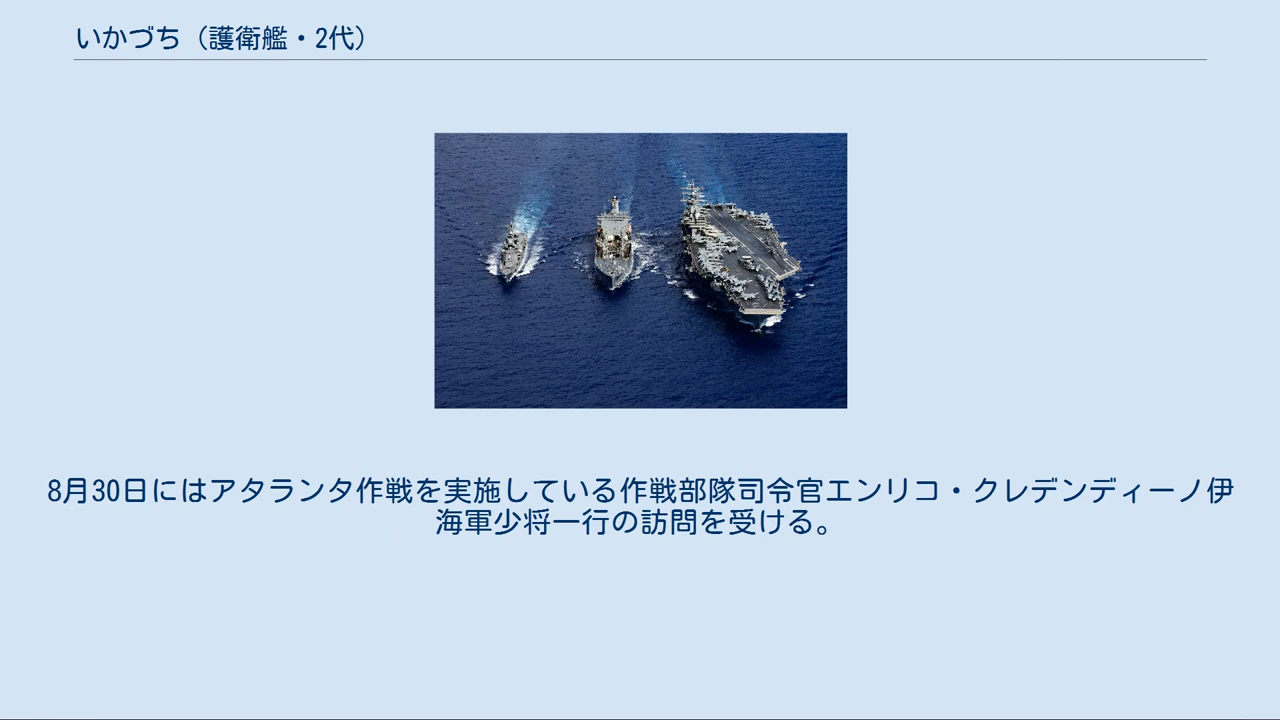 いかづち（護衛艦・2代）
8月30日にはアタランタ作戦を実施している作戦部隊司令官エンリコ・クレデンディーノ伊
海軍少将一行の訪問を受ける。